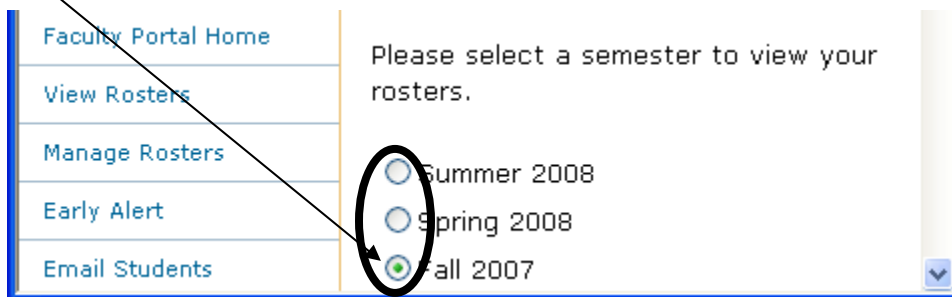 Faculty Portal Home
View Rosters
Manage Rosters
Early Alert
Email Students
Please select a semester to view your
rosters.
Summer 2008
Spring 2008
Fall 2007